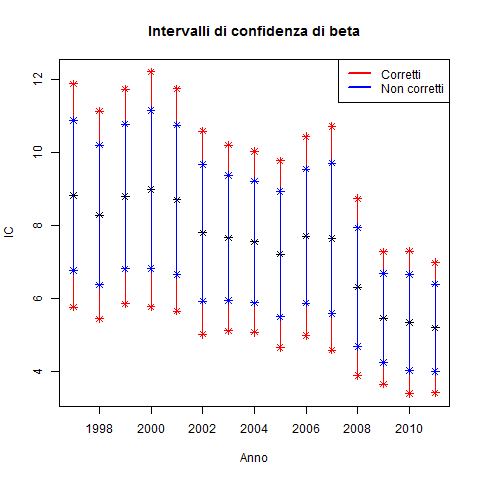 Intervalli di confidenza di beta
Corretti
Non corretti
12
10
8
6
4
IC
1998
2000
2002
2004
2006
2008
2010
Anno